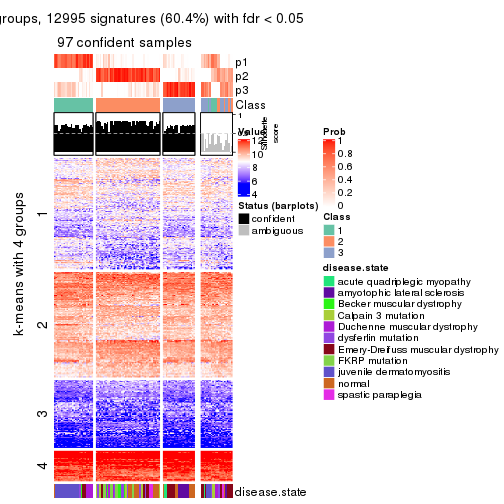 groups, 12995 signatures (60.4%) with fdr < 0.05
97 confident samples
p1
p2
p3
Class
1
0
Silhouette
score
Value
12
10
8
6
4
Prob
1
0.8
0.6
0.4
0.2
0
Status (barplots)
confident
ambiguous
Class
1
2
3
disease.state
acute quadriplegic myopathy
amyotophic lateral sclerosis
Becker muscular dystrophy
Calpain 3 mutation
Duchenne muscular dystrophy
dysferlin mutation
Emery-Dreifuss muscular dystrophy
FKRP mutation
juvenile dermatomyositis
normal
spastic paraplegia
k-means with 4 groups
1
2
3
4
disease.state